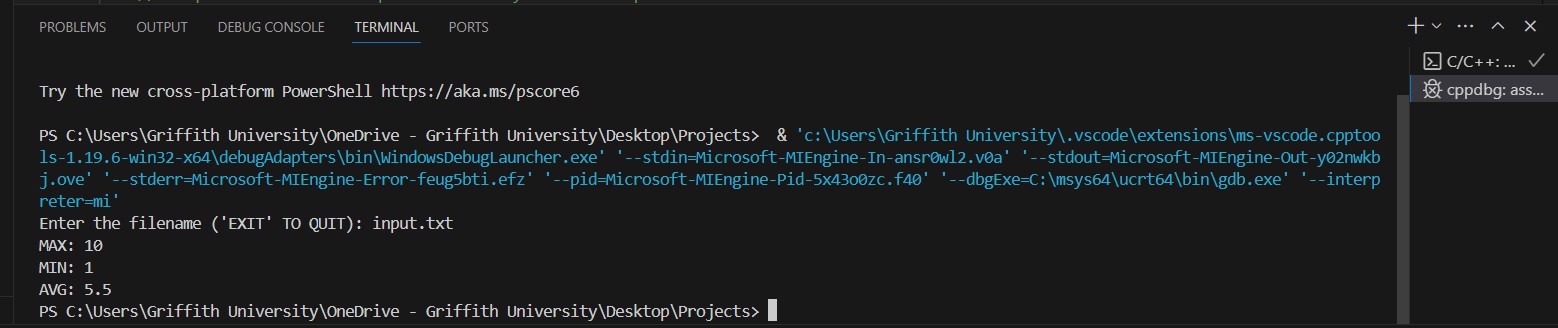 PROBLEMS OUTPUT DEBUG CONSOLE TERMINAL PORTS
C/C++: ...
cppdbg: ass...
Try the new cross-platform PowerShell https://aka.ms/pscore6
PS C:\Users\Griffith University\OneDrive - Griffith University\Desktop\Projects>  & 'c:\Users\Griffith University\.vscode\extensions\ms-vscode.cpptoo
ls-1.19.6-win32-x64\debugAdapters\bin\WindowsDebugLauncher.exe' '--stdin=Microsoft-MIEngine-In-ansr0wl2.v0a' '--stdout=Microsoft-MIEngine-Out-y02nwkb
j.ove' '--stderr=Microsoft-MIEngine-Error-feug5bti.efz' '--pid=Microsoft-MIEngine-Pid-5x43o0zc.f40' '--dbgExe=C:\msys64\ucrt64\bin\gdb.exe' '--interp
reter=mi'
Enter the filename ('EXIT' TO QUIT): input.txt
MAX: 10
MIN: 1
AVG: 5.5
PS C:\Users\Griffith University\OneDrive - Griffith University\Desktop\Projects>